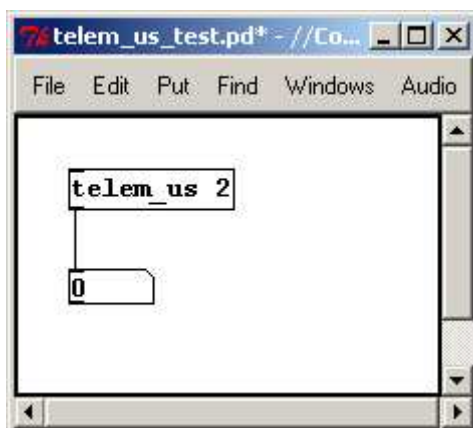 telem_us_test.pd* - //Co...
File Edit Put Find Windows Audio
telem_us 2
0